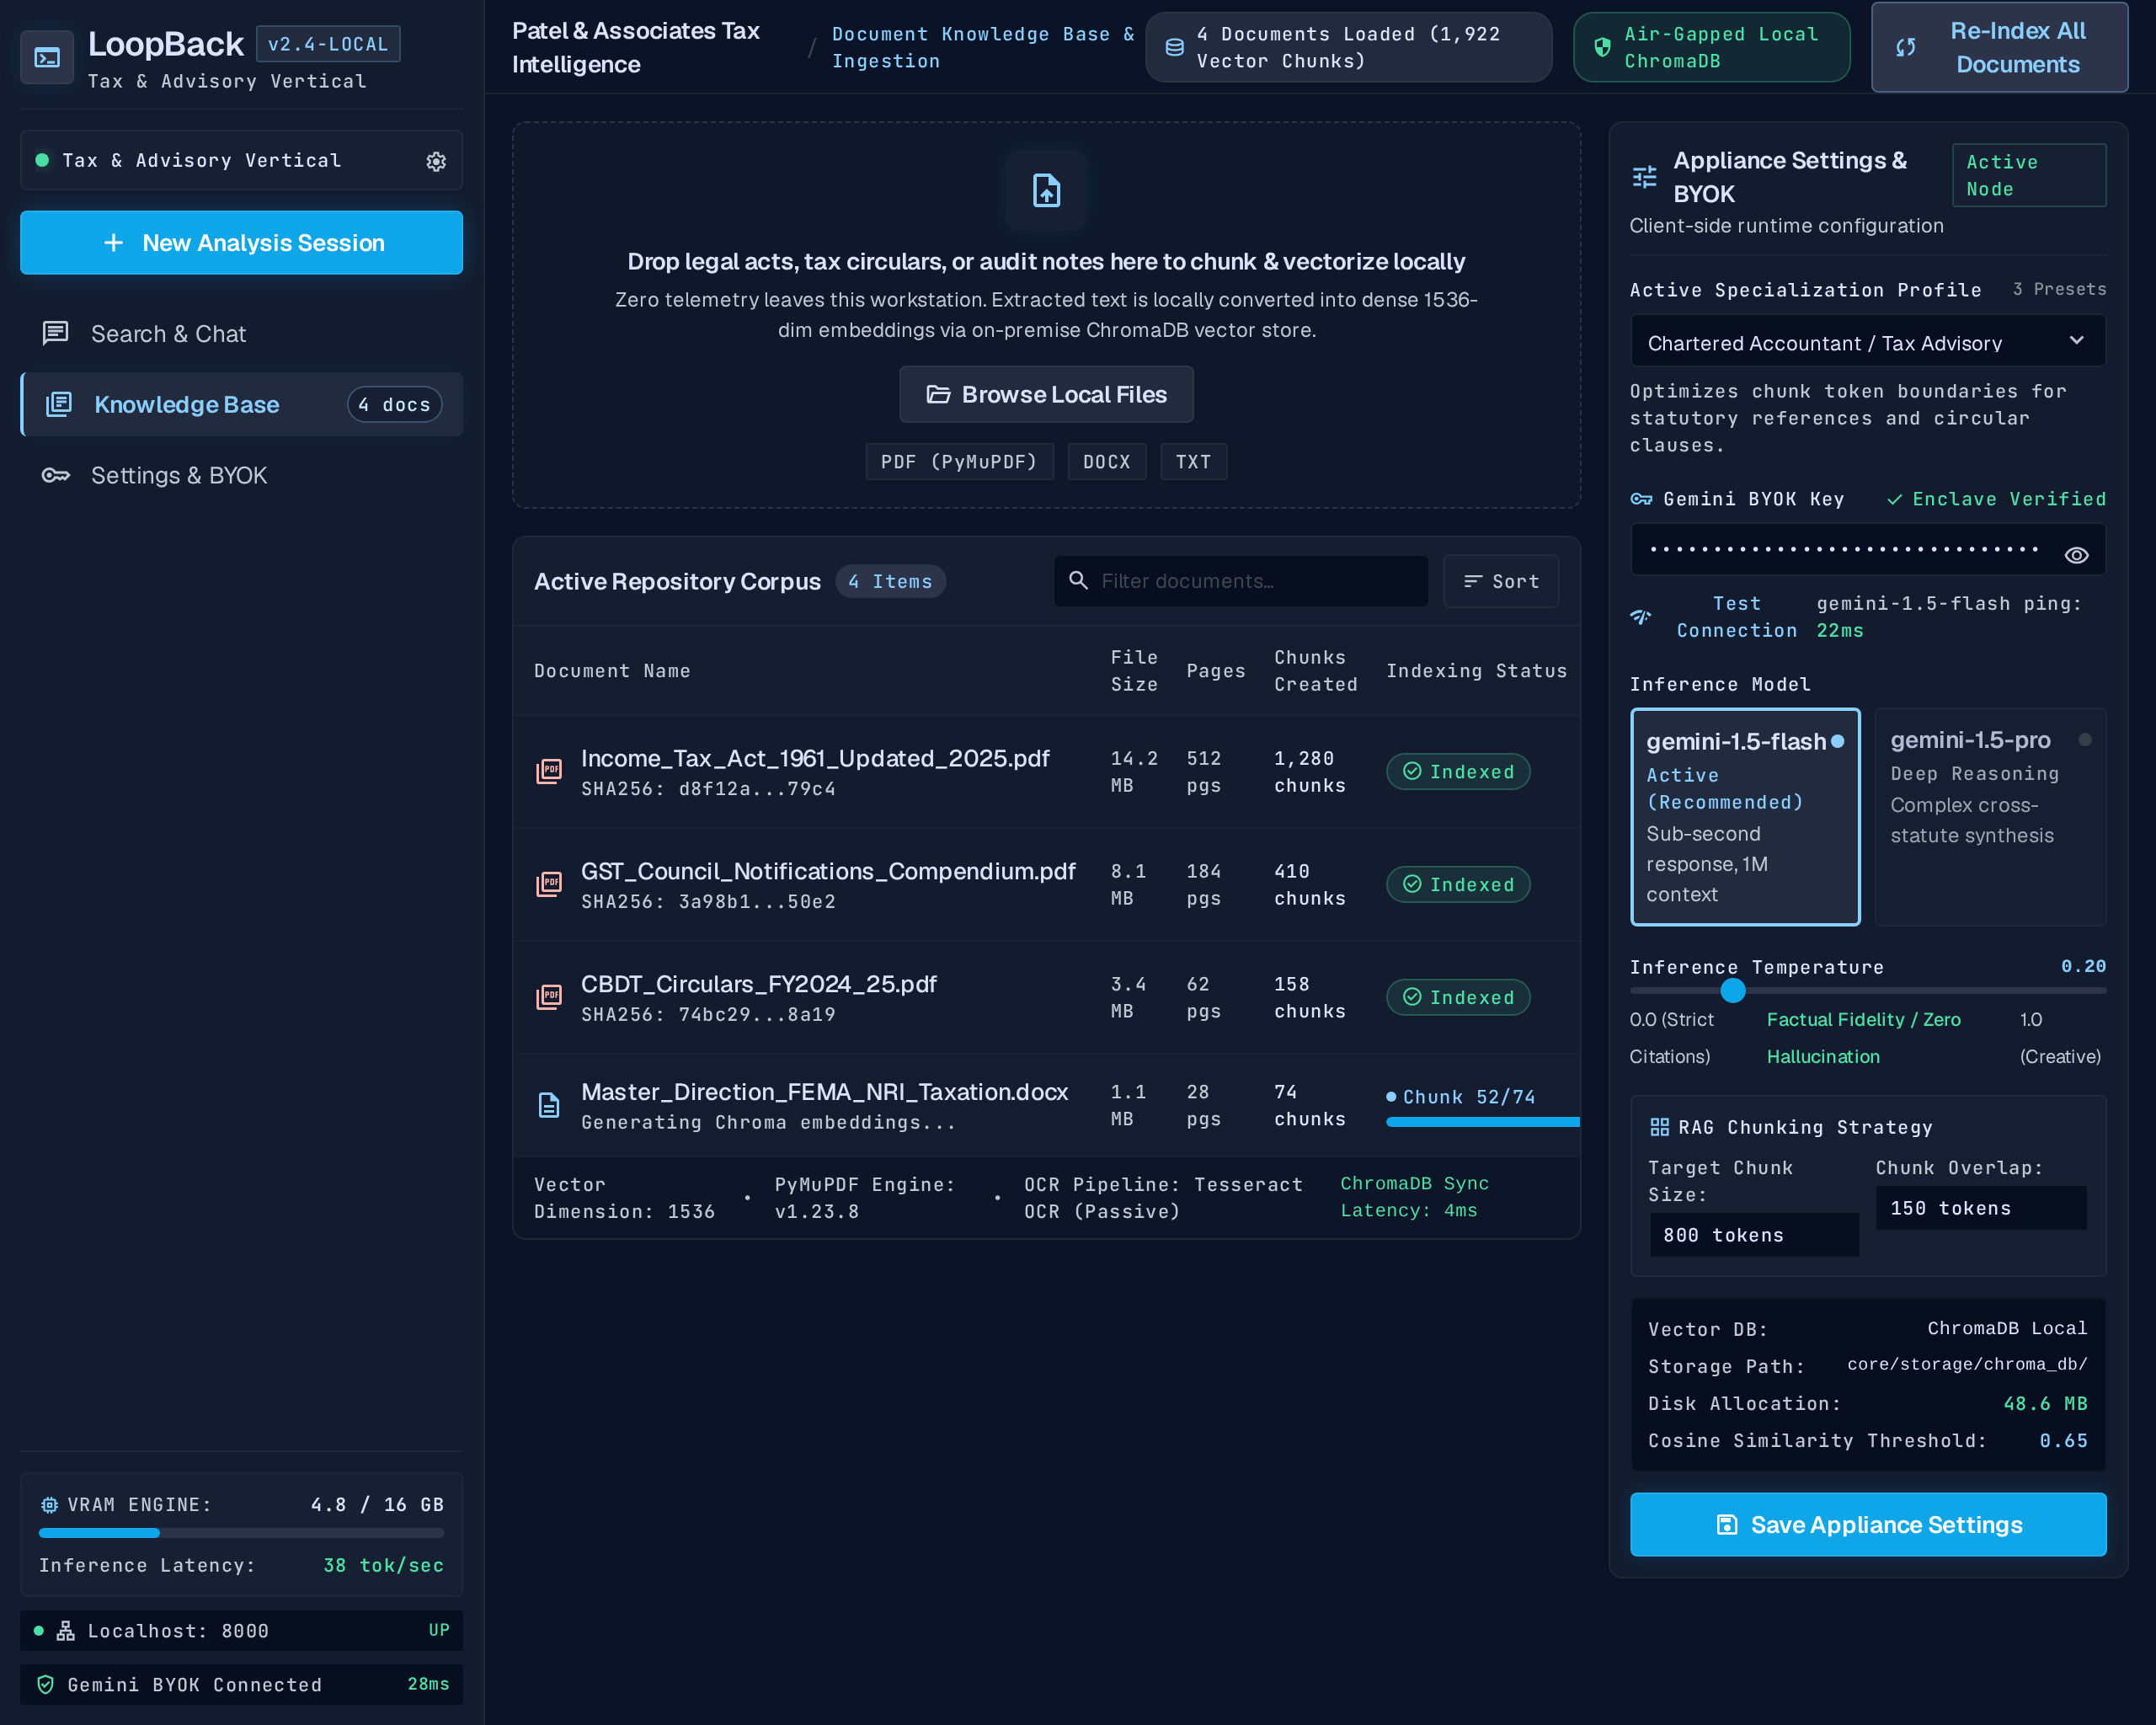 LoopBack
v2.4-LOCAL
Tax & Advisory Vertical
Tax & Advisory Vertical
New Analysis Session
Search & Chat
Knowledge Base
4 docs
Settings & BYOK
VRAM ENGINE:
4.8 / 16 GB
Inference Latency:
38 tok/sec
Localhost: 8000
UP
Gemini BYOK Connected
28ms
Patel & Associates Tax
Intelligence
/
Document Knowledge Base &
Ingestion
4 Documents Loaded (1,922
Vector Chunks)
Air-Gapped Local
ChromaDB
Re-Index All
Documents
Drop legal acts, tax circulars, or audit notes here to chunk & vectorize locally
Zero telemetry leaves this workstation. Extracted text is locally converted into dense 1536-
dim embeddings via on-premise ChromaDB vector store.
Browse Local Files
PDF (PyMuPDF)
DOCX
TXT
Active Repository Corpus
4 Items
Filter documents...
Sort
Document Name
File
Size
Pages
Chunks
Created
Indexing Status
PDF
Income_Tax_Act_1961_Updated_2025.pdf
SHA256: d8f12a...79c4
14.2
MB
512
pgs
1,280
chunks
Indexed
PDF
GST_Council_Notifications_Compendium.pdf
SHA256: 3a98b1...50e2
8.1
MB
184
pgs
410
chunks
Indexed
PDF
CBDT_Circulars_FY2024_25.pdf
SHA256: 74bc29...8a19
3.4
MB
62
pgs
158
chunks
Indexed
Master_Direction_FEMA_NRI_Taxation.docx
Generating Chroma embeddings...
1.1
MB
28
pgs
74
chunks
Chunk 52/74
Vector
Dimension: 1536
•
PyMuPDF Engine:
v1.23.8
•
OCR Pipeline: Tesseract
OCR (Passive)
ChromaDB Sync
Latency: 4ms
Appliance Settings &
BYOK
Active
Node
Client-side runtime configuration
Active Specialization Profile
3 Presets
Chartered Accountant / Tax Advisory
Optimizes chunk token boundaries for
statutory references and circular
clauses.
Gemini BYOK Key
Enclave Verified
Test
Connection
gemini-1.5-flash ping:
22ms
Inference Model
gemini-1.5-flash
Active
(Recommended)
Sub-second
response, 1M
context
gemini-1.5-pro
Deep Reasoning
Complex cross-
statute synthesis
Inference Temperature
0.20
0.0 (Strict
Citations)
Factual Fidelity / Zero
Hallucination
1.0
(Creative)
RAG Chunking Strategy
Target Chunk
Size:
800 tokens
Chunk Overlap:
150 tokens
Vector DB:
ChromaDB Local
Storage Path:
core/storage/chroma_db/
Disk Allocation:
48.6 MB
Cosine Similarity Threshold:
0.65
Save Appliance Settings